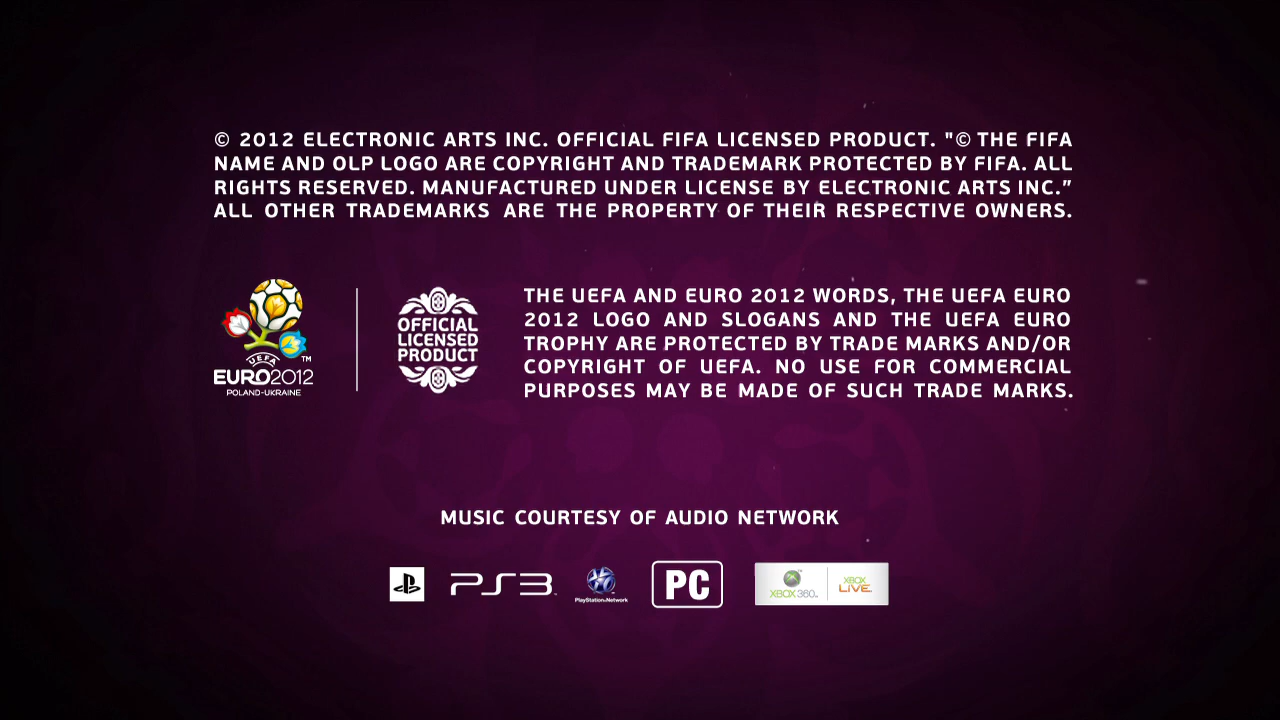 © 2012 ELECTRONIC ARTS INC. OFFICIAL FIFA LICENSED PRODUCT. "© THE FIFA
NAME AND OLP LOGO ARE COPYRIGHT AND TRADEMARK PROTECTED BY FIFA. ALL
RIGHTS RESERVED. MANUFACTURED UNDER LICENSE BY ELECTRONIC ARTS INC."
ALL OTHER TRADEMARKS ARE THE PROPERTY OF THEIR RESPECTIVE OWNERS.
UEFA
EURO2012™
POLAND-UKRAINE
OFFICIAL
LICENSED
PRODUCT
THE UEFA AND EURO 2012 WORDS, THE UEFA EURO
2012 LOGO AND SLOGANS AND THE UEFA EURO
TROPHY ARE PROTECTED BY TRADE MARKS AND/OR
COPYRIGHT OF UEFA. NO USE FOR COMMERCIAL
PURPOSES MAY BE MADE OF SUCH TRADE MARKS.
MUSIC COURTESY OF AUDIO NETWORK
PS3
PlayStation®Network
PC
XBOX 360
XBOX
LIVE